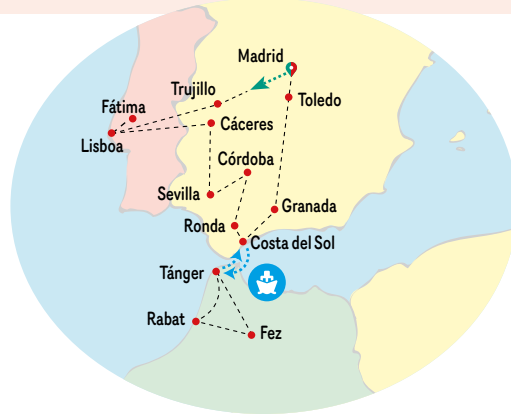 Madrid
Trujillo
Toledo
Fátima
Cáceres
Lisboa
Córdoba
Sevilla
Granada
Ronda
Costa del Sol
Tánger
Rabat
Fez